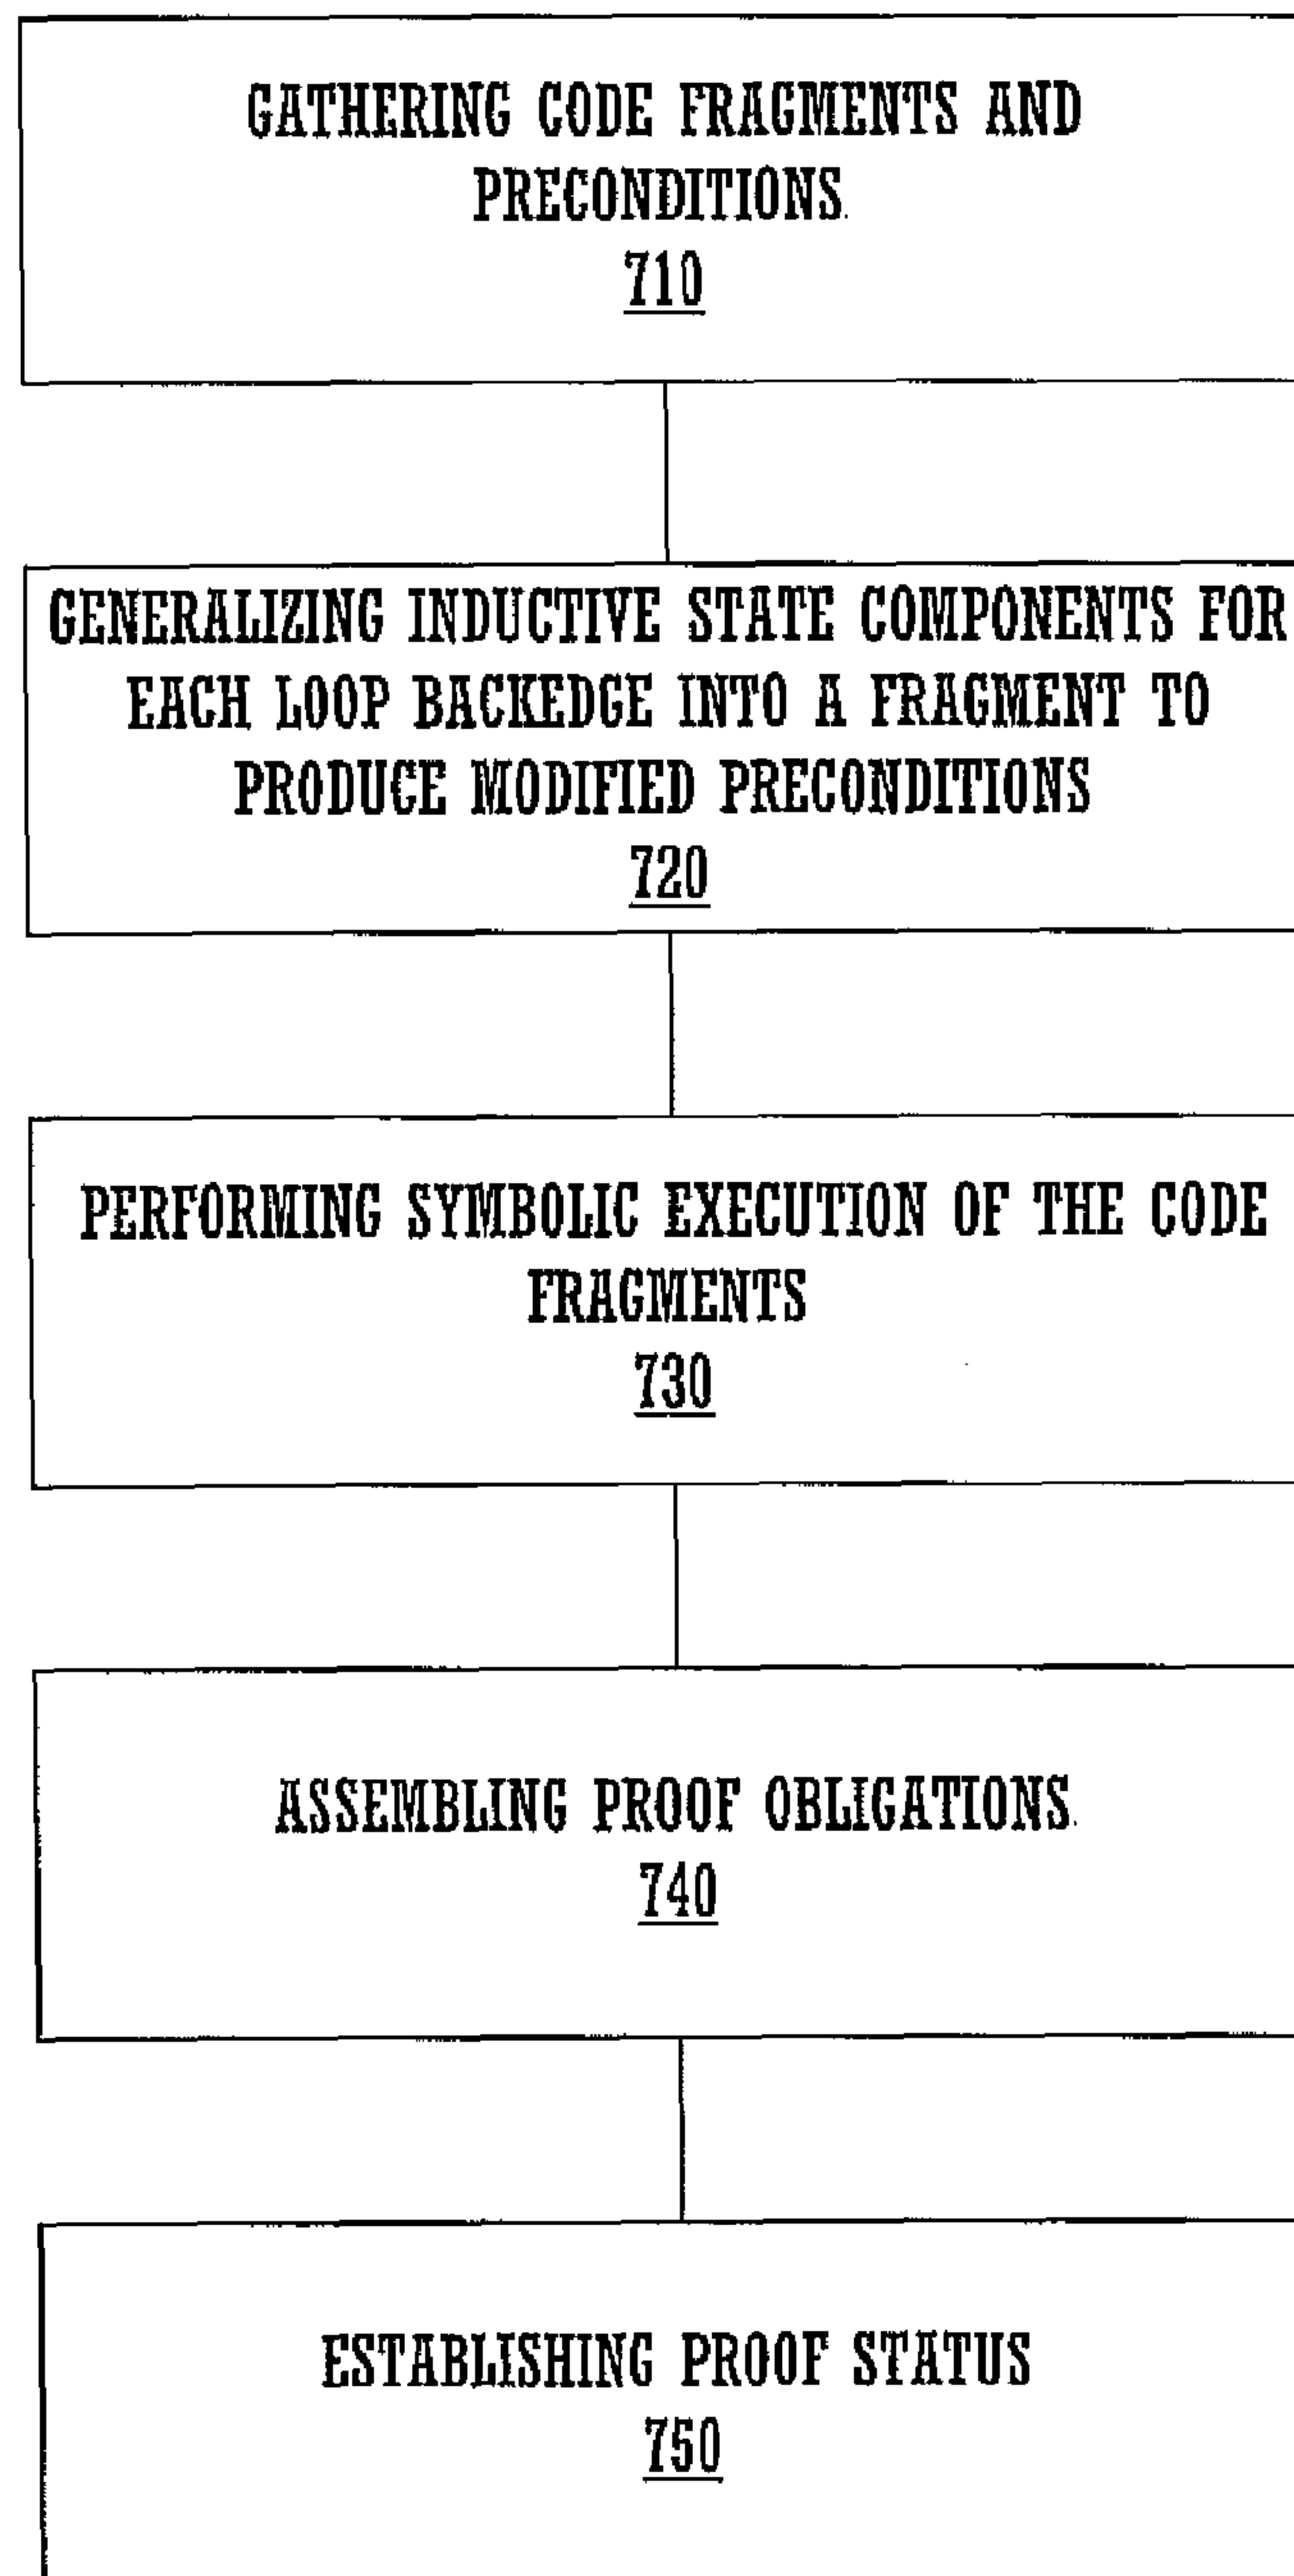 GATHERING CODE FRAGMENTS AND
PRECONDITIONS
710
GENERALIZING INDUCTIVE STATE COMPONENTS FOR
EACH LOOP BACKEDGE INTO A FRAGMENT TO
PRODUCE MODIFIED PRECONDITIONS
720
PERFORMING SYMBOLIC EXECUTION OF THE CODE
FRAGMENTS
730
ASSEMBLING PROOF OBLIGATIONS
740
ESTABLISHING PROOF STATUS
750